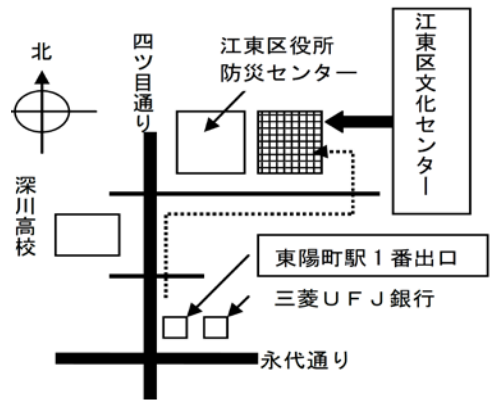 北
四ツ目通り
江東区役所
防災センター
江東区文化センター
深川高校
東陽町駅１番出口
三菱ＵＦＪ銀行
永代通り